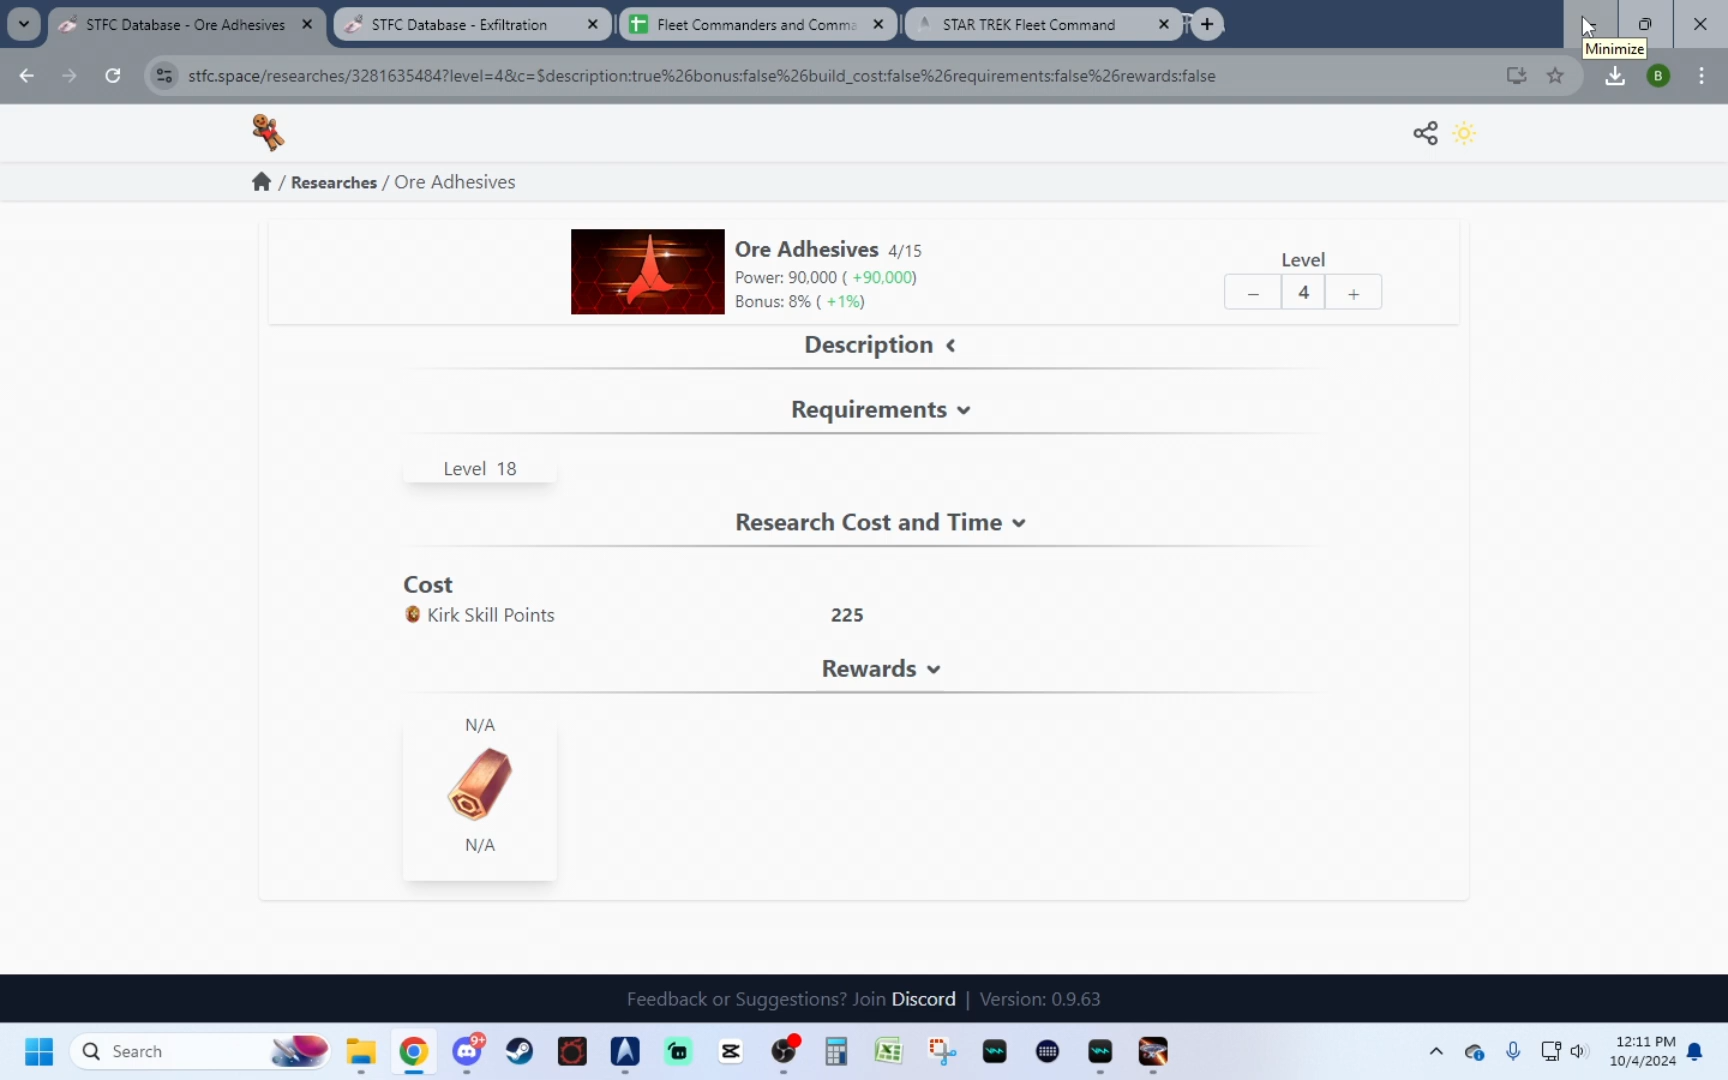 STFC Database - Ore Adhesives
STFC Database - Exfiltration
Fleet Commanders and Comma
STAR TREK Fleet Command
Minimize
stfc.space/researches/3281635484?level=4&c=$description:true%26bonus:false%26build_cost:false%26requirements:false%26rewards:false
B
/ Researches / Ore Adhesives
Ore Adhesives 4/15
Power: 90,000 ( +90,000)
Bonus: 8% ( +1%)
Level
– 4 +
Description
Requirements
Level 18
Research Cost and Time
Cost
Kirk Skill Points 225
Rewards
N/A
N/A
Feedback or Suggestions? Join Discord | Version: 0.9.63
Search
9+
12:11 PM
10/4/2024